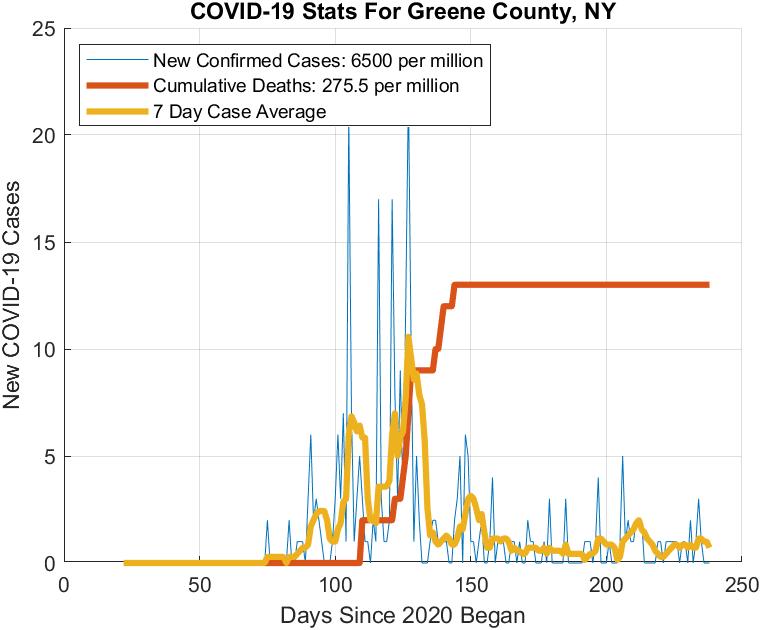 COVID-19 Stats For Greene County, NY
25
New Confirmed Cases: 6500 per million
Cumulative Deaths: 275.5 per million
7 Day Case Average
20
15
10
5
0
New COVID-19 Cases
0 50 100 150 200 250
Days Since 2020 Began